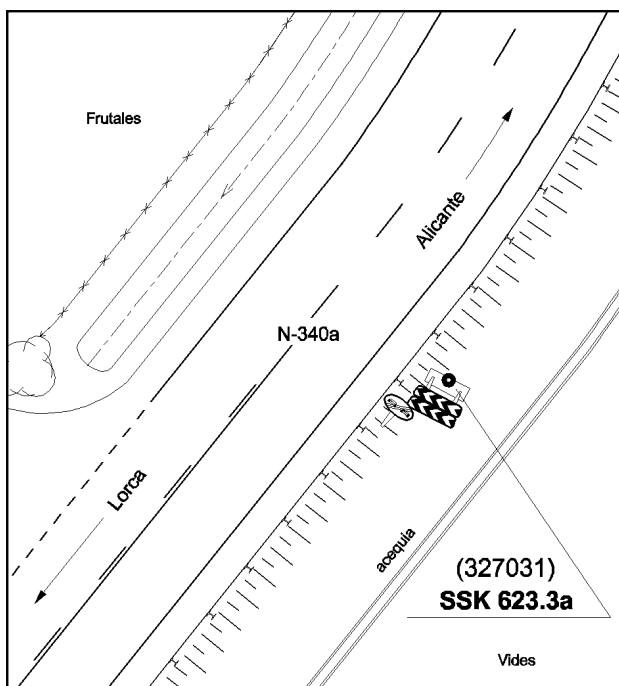 Frutales
Alicante
N-340a
Lorca
acequia
(327031)
SSK 623.3a
Vides